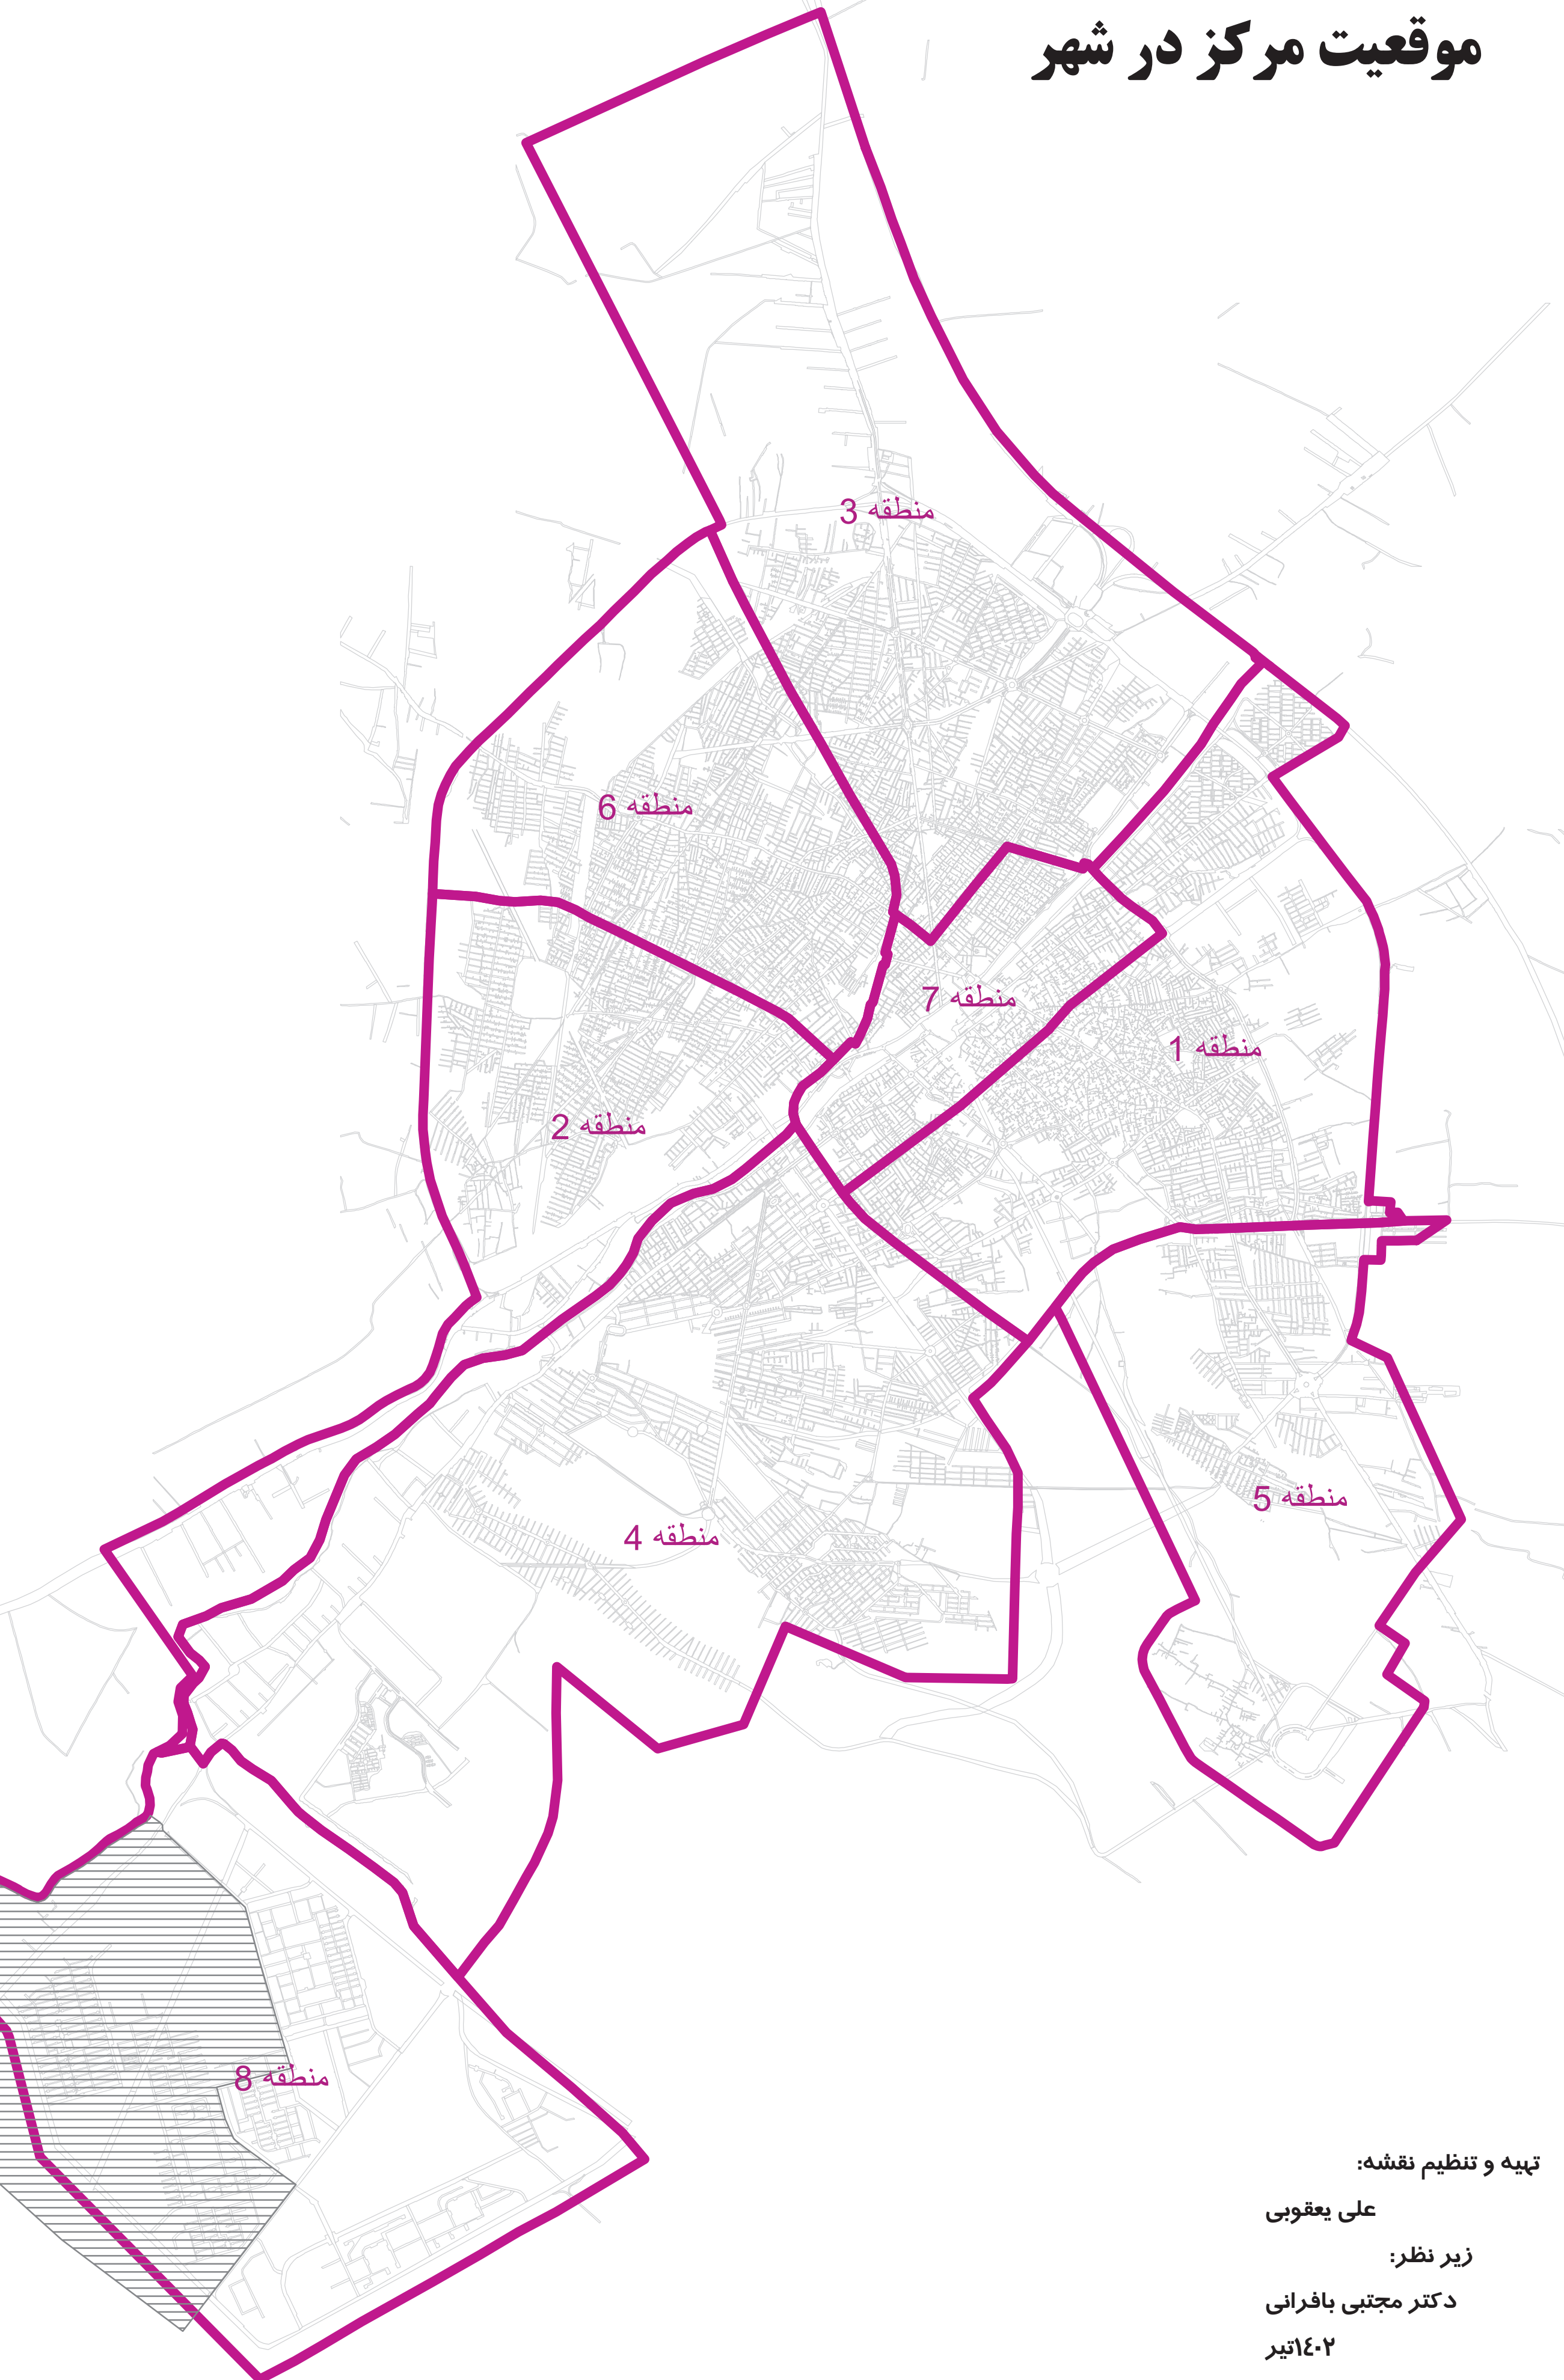 موقعیت مرکز در شهر
منطقه 3
منطقه 6
منطقه 7
منطقه 1
منطقه 2
منطقه 5
منطقه 4
منطقه 8
تهیه و تنظیم نقشه:
علی یعقوبی
زیر نظر:
دکتر مجتبی بافرانی
۱۴۰۲تیر